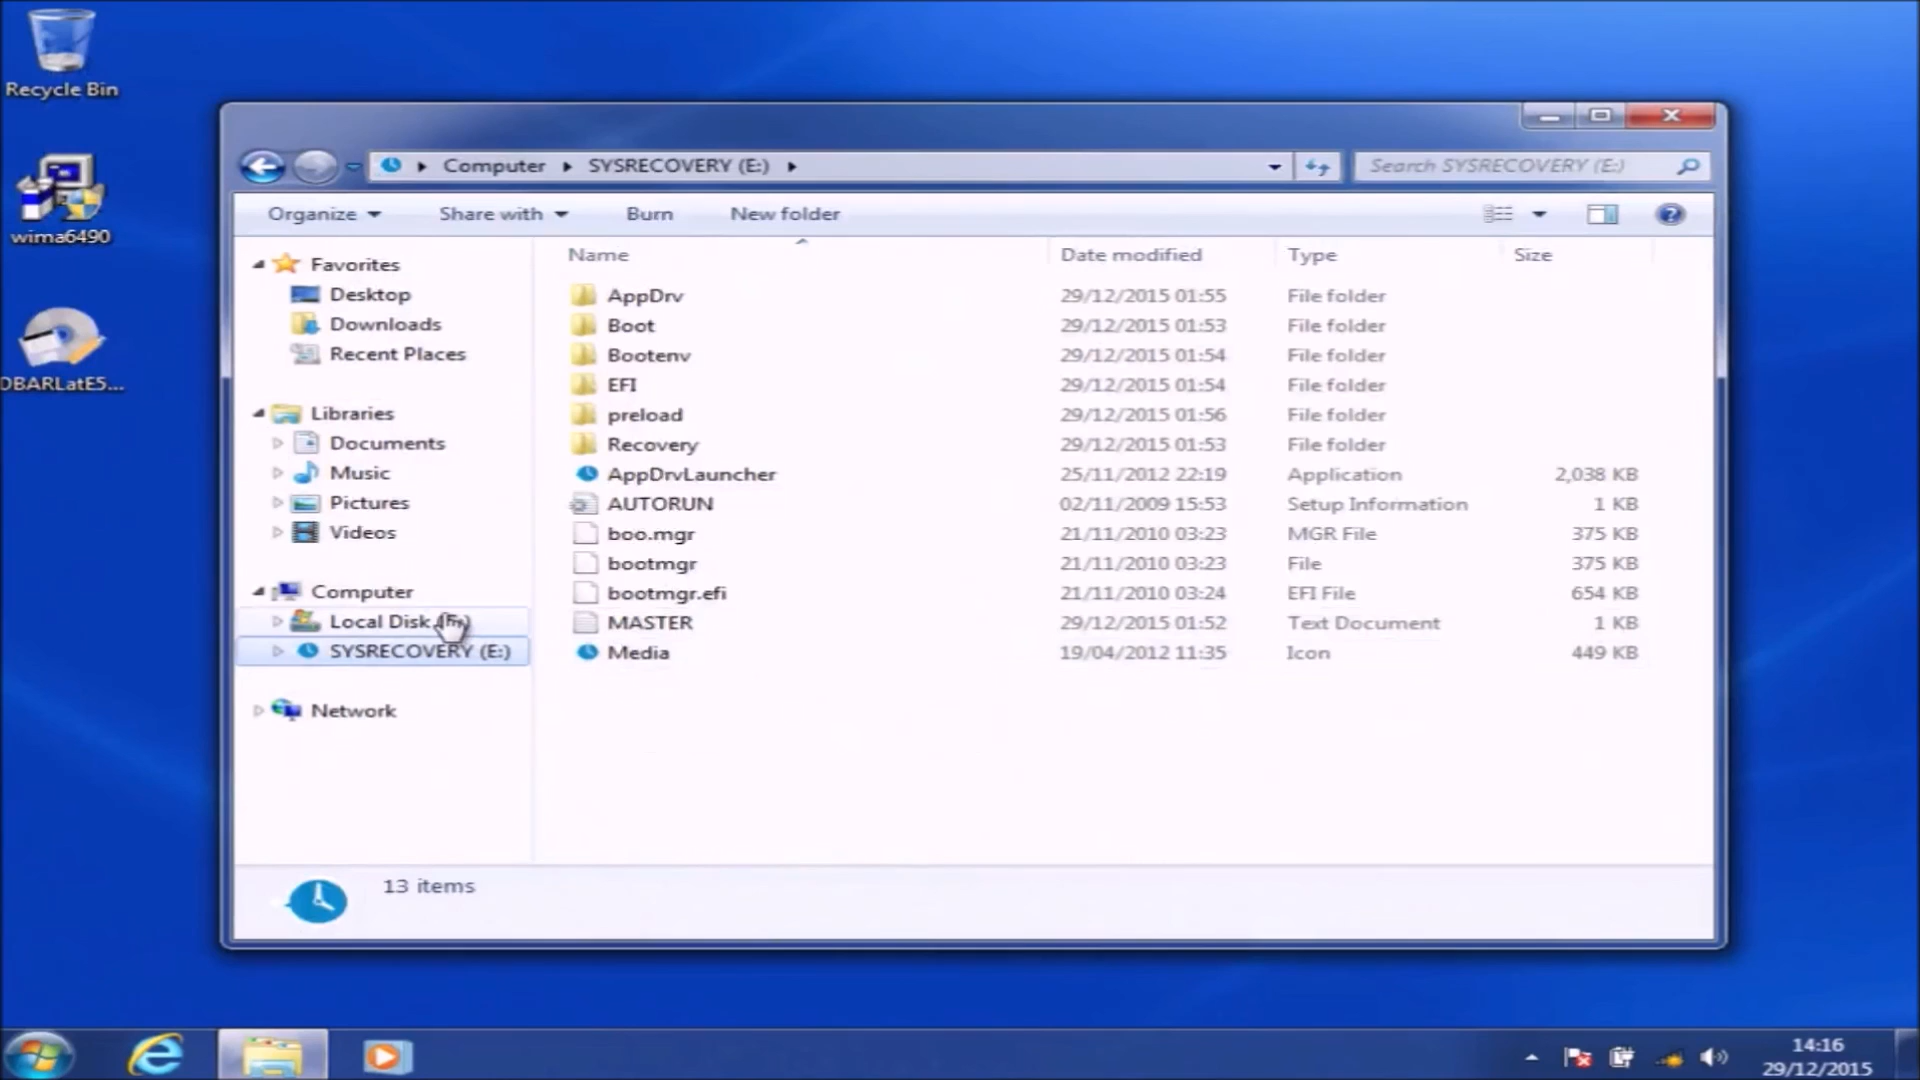 Recycle Bin
wima6490
DBARLatE5...
Computer
SYSRECOVERY (E:)
Search SYSRECOVERY (E:)
Organize
Share with
Burn
New folder
Favorites
Desktop
Downloads
Recent Places
Libraries
Documents
Music
Pictures
Videos
Computer
Local Disk
SYSRECOVERY (E:)
Network
Name Date modified Type Size
AppDrv 29/12/2015 01:55 File folder
Boot 29/12/2015 01:53 File folder
Bootenv 29/12/2015 01:54 File folder
EFI 29/12/2015 01:54 File folder
preload 29/12/2015 01:56 File folder
Recovery 29/12/2015 01:53 File folder
AppDrvLauncher 25/11/2012 22:19 Application 2,038 KB
AUTORUN 02/11/2009 15:53 Setup Information 1 KB
boo.mgr 21/11/2010 03:23 MGR File 375 KB
bootmgr 21/11/2010 03:23 File 375 KB
bootmgr.efi 21/11/2010 03:24 EFI File 654 KB
MASTER 29/12/2015 01:52 Text Document 1 KB
Media 19/04/2012 11:35 Icon 449 KB
13 items
14:16
29/12/2015